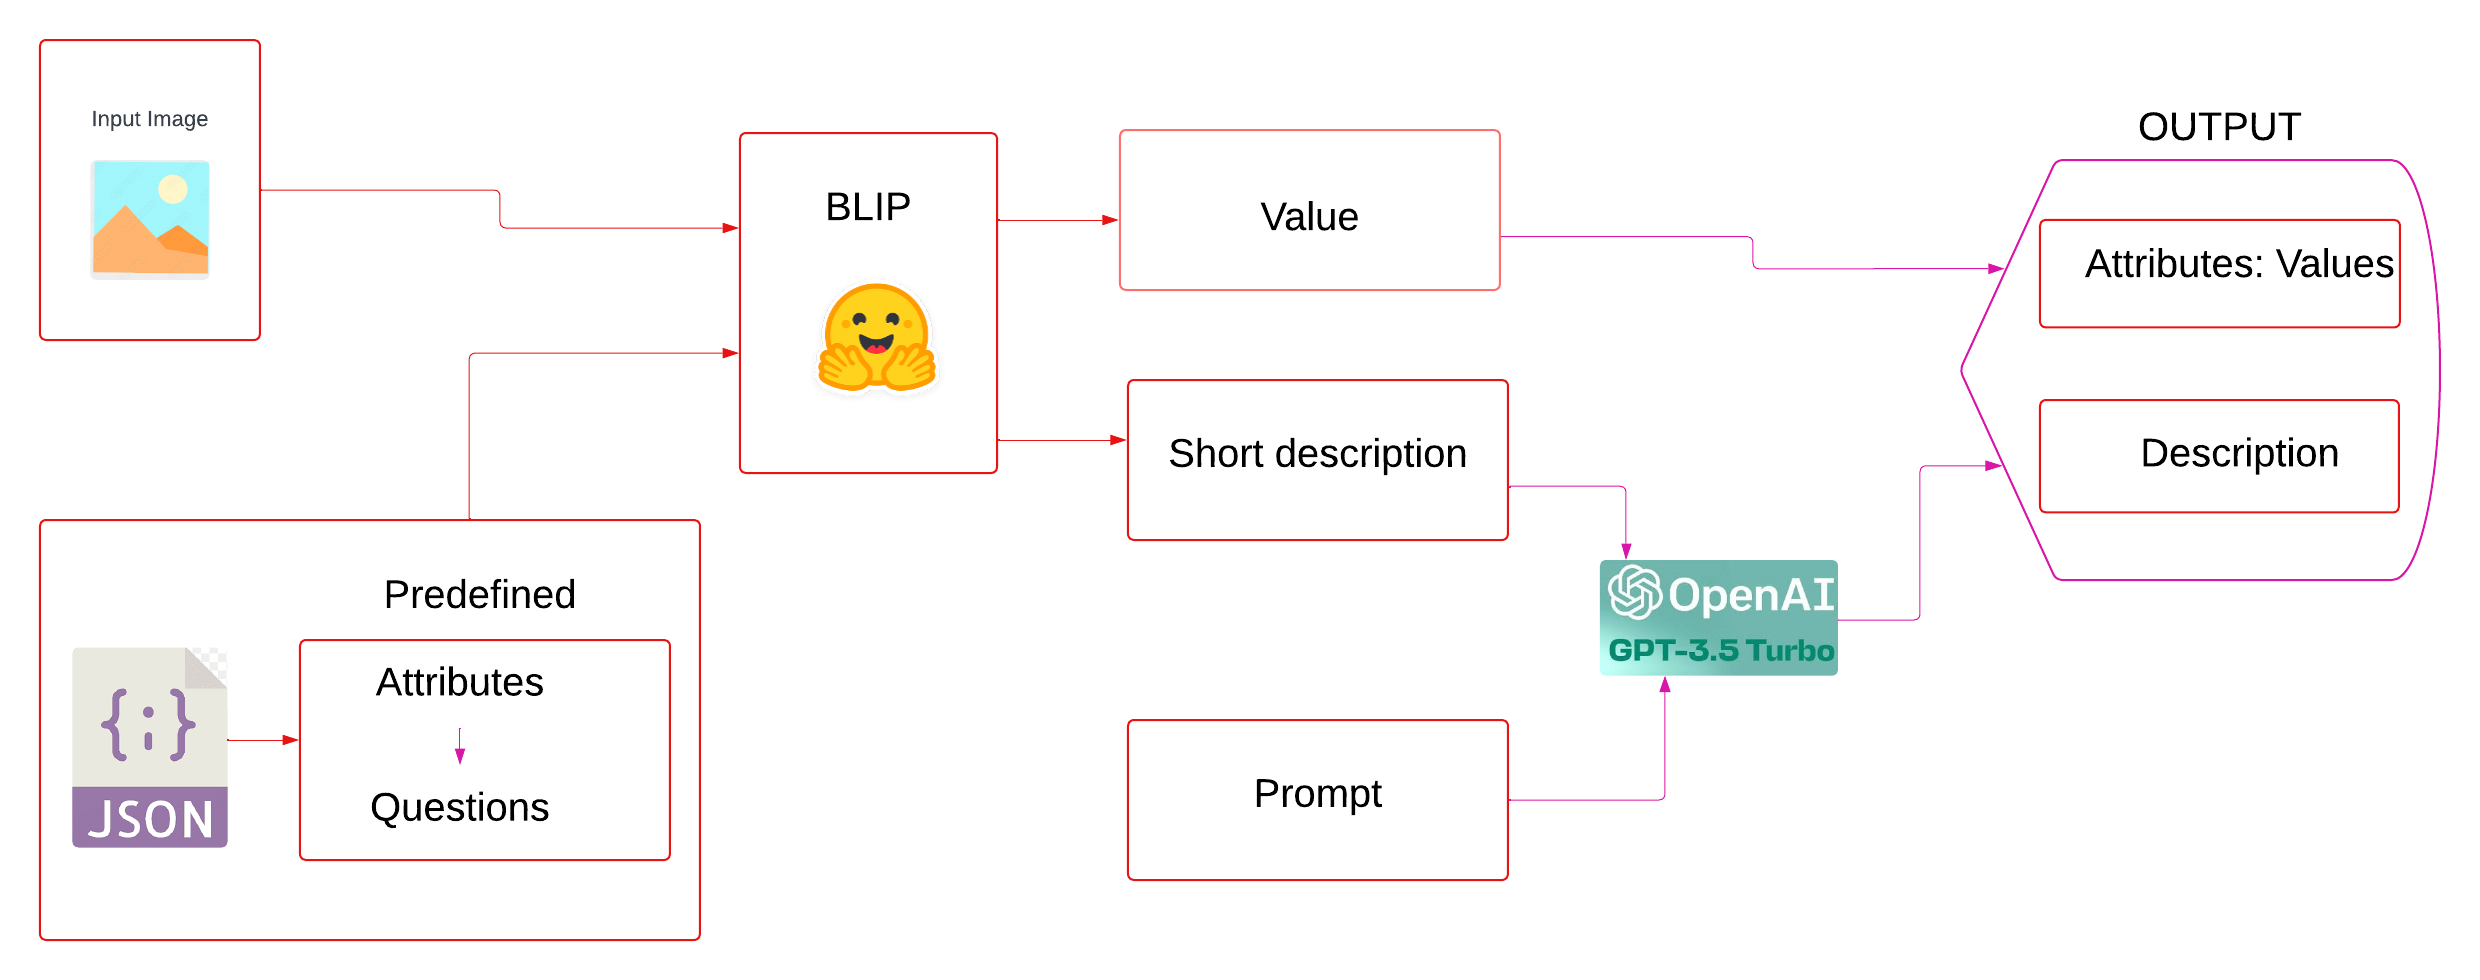 Input Image
BLIP
Value
OUTPUT
Attributes: Values
Short description
Description
Predefined
Attributes
Questions
{;}
JSON
OpenAI
GPT-3.5 Turbo
Prompt